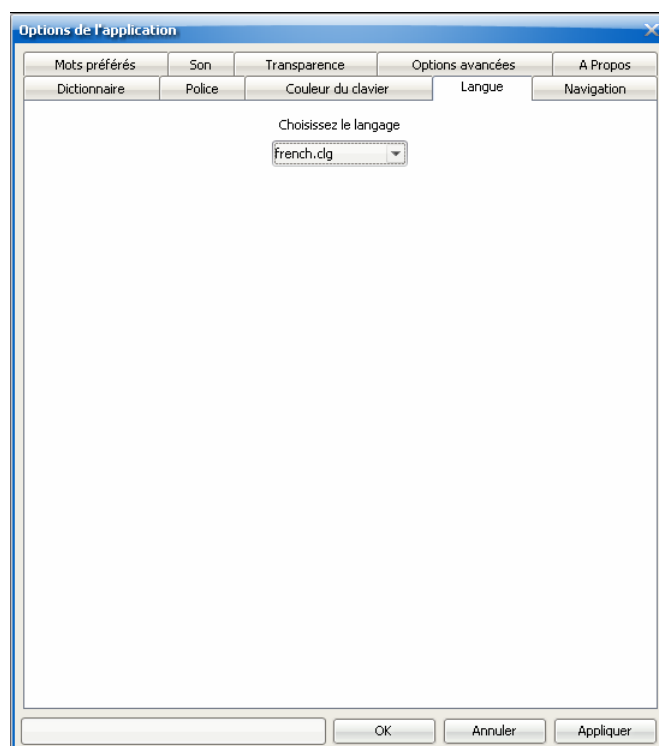 Options de l'application
Mots préférés Son Transparence Options avancées A Propos
Dictionnaire Police Couleur du clavier Langue Navigation
Choisissez le langage
french.clg
OK Annuler Appliquer